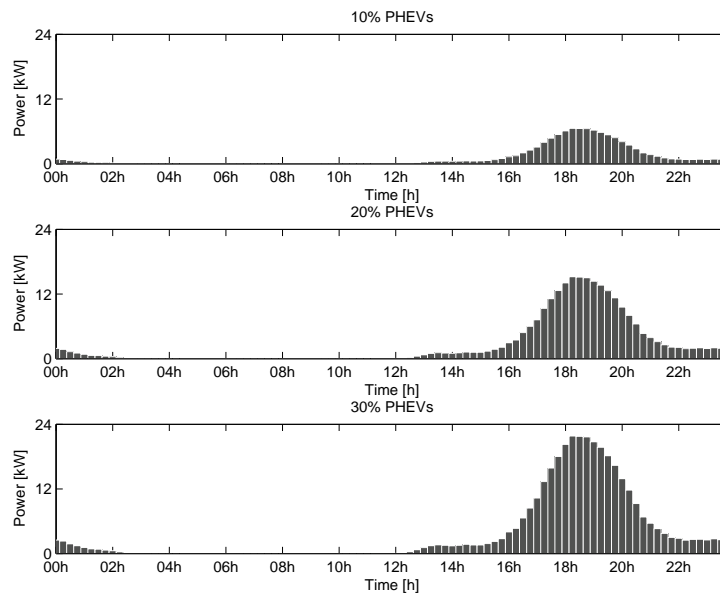 10% PHEVs
24
12
0
Power [kW]
00h 02h 04h 06h 08h 10h 12h 14h 16h 18h 20h 22h
Time [h]
20% PHEVs
24
12
0
Power [kW]
00h 02h 04h 06h 08h 10h 12h 14h 16h 18h 20h 22h
Time [h]
30% PHEVs
24
12
0
Power [kW]
00h 02h 04h 06h 08h 10h 12h 14h 16h 18h 20h 22h
Time [h]